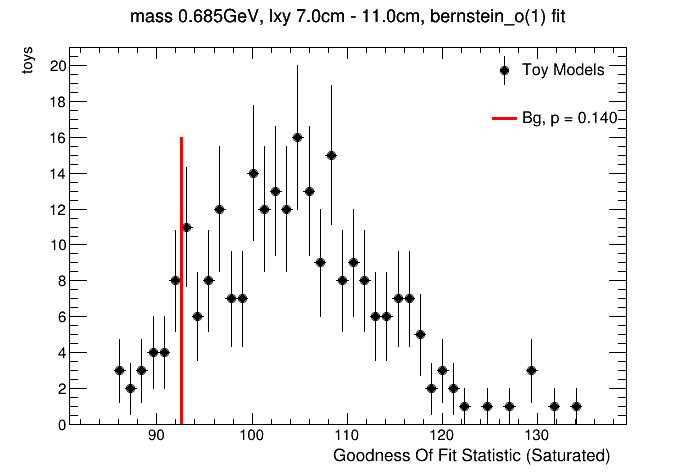 mass 0.685GeV, lxy 7.0cm - 11.0cm, bernstein_o(1) fit
toys
20
18
16
14
12
10
8
6
4
2
0
Toy Models
Bg, p = 0.140
90 100 110 120 130
Goodness Of Fit Statistic (Saturated)